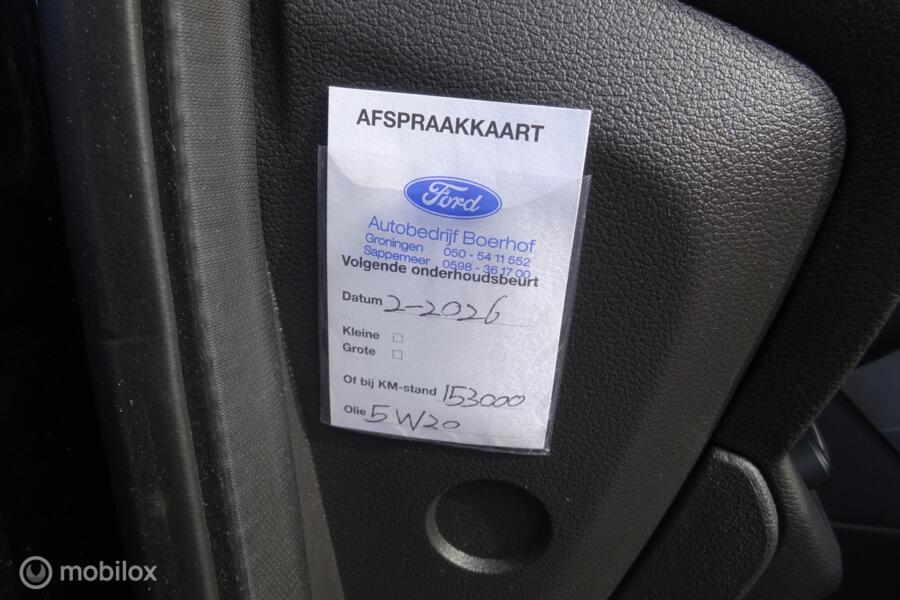 AFSPRAAKKAART
Ford
Autobedrijf Boerhof
Groningen 050 - 54 11 552
Sappemeer 0598 - 36 17 00
Volgende onderhoudsbeurt
Datum 2-2026
Kleine
Grote
Of bij KM-stand 153000
Olie 5W20
mobilox